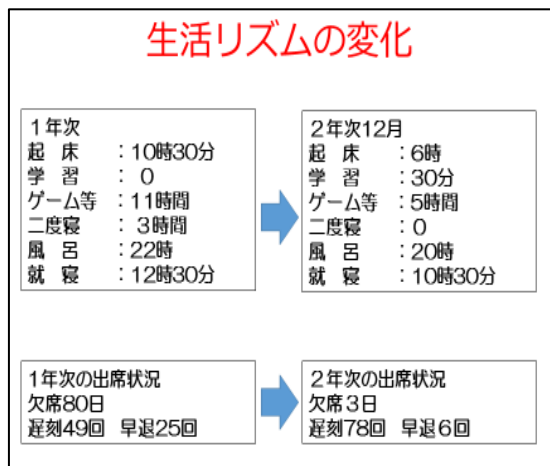 生活リズムの変化
1年次
起 床 :10時30分
学 習 : 0
ゲーム等 :11時間
二度寝 : 3時間
風 呂 :22時
就 寝 :12時30分
2年次12月
起 床 :6時
学 習 :30分
ゲーム等 :5時間
二度寝 :0
風 呂 :20時
就 寝 :10時30分
1年次の出席状況
欠席80日
遅刻49回 早退25回
2年次の出席状況
欠席3日
遅刻78回 早退6回